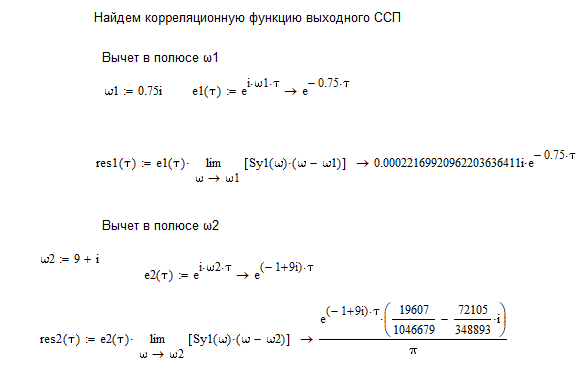 Найдем корреляционную функцию выходного ССП
Вычет в полюсе ω1
ω1 := 0.75i e1(τ) := e^(i·ω1·τ) → e^(−0.75·τ)
res1(τ) := e1(τ)· lim ω → ω1 [Sy1(ω)·(ω − ω1)] → 0.00022169920962203636411i·e^(−0.75·τ)
Вычет в полюсе ω2
ω2 := 9 + i
e2(τ) := e^(i·ω2·τ) → e^((−1+9i)·τ)
res2(τ) := e2(τ)· lim ω → ω2 [Sy1(ω)·(ω − ω2)] → e^((−1+9i)·τ)·(19607/1046679 − 72105/348893·i)/π